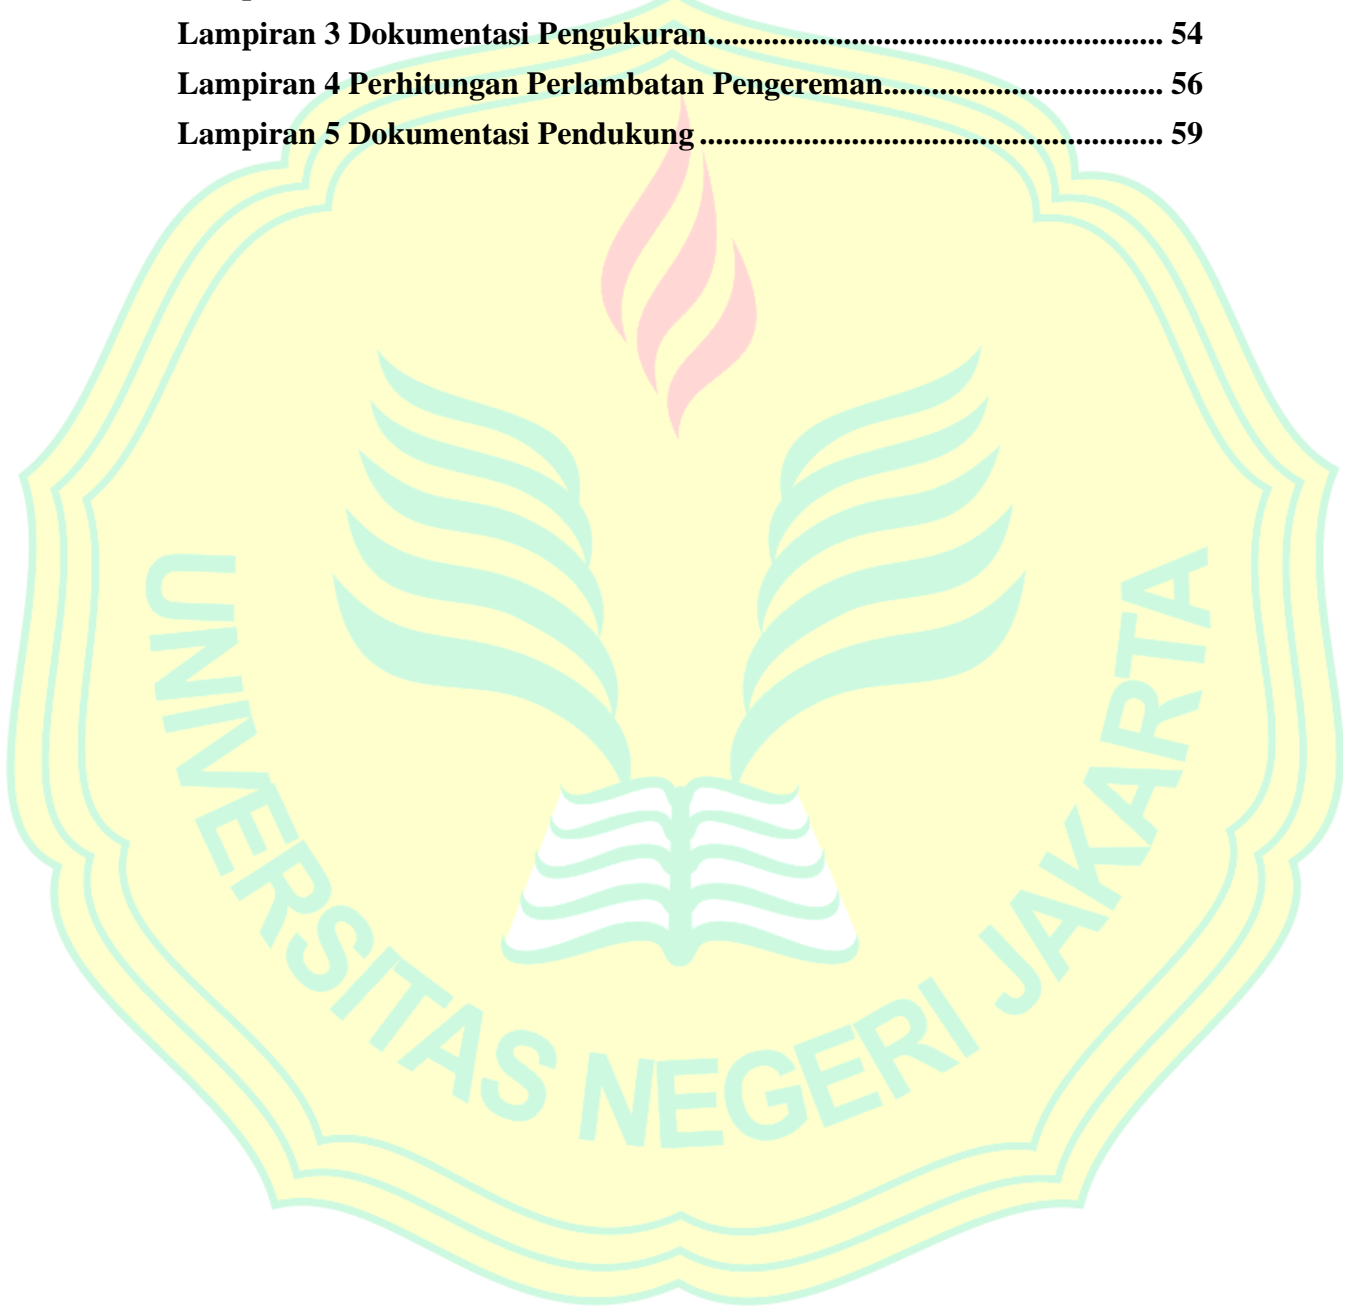 Lampiran 3 Dokumentasi Pengukuran........................................................ 54
Lampiran 4 Perhitungan Perlambatan Pengereman.................................. 56
Lampiran 5 Dokumentasi Pendukung......................................................... 59
UNIVERSITAS NEGERI JAKARTA